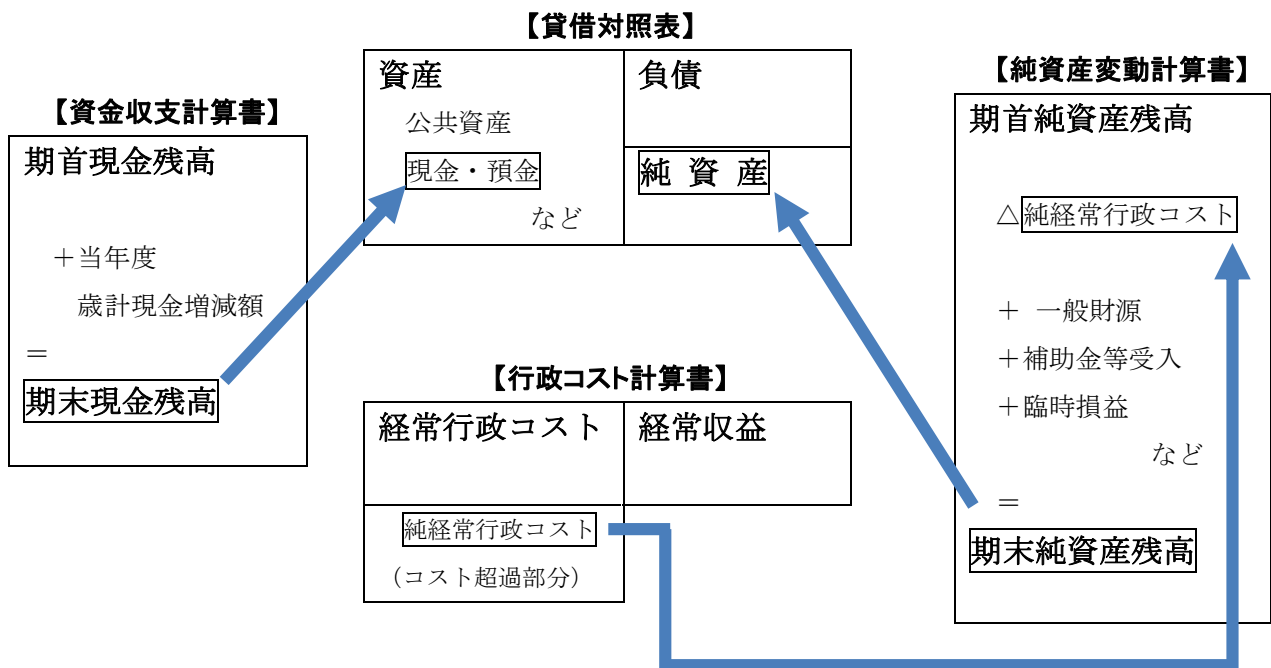 【資金収支計算書】
期首現金残高
＋当年度
歳計現金増減額
＝
期末現金残高
【貸借対照表】
資産
公共資産
現金・預金
など
負債
純 資 産
【行政コスト計算書】
経常行政コスト
経常収益
純経常行政コスト
（コスト超過部分）
【純資産変動計算書】
期首純資産残高
△純経常行政コスト
＋ 一般財源
＋補助金等受入
＋臨時損益
など
＝
期末純資産残高